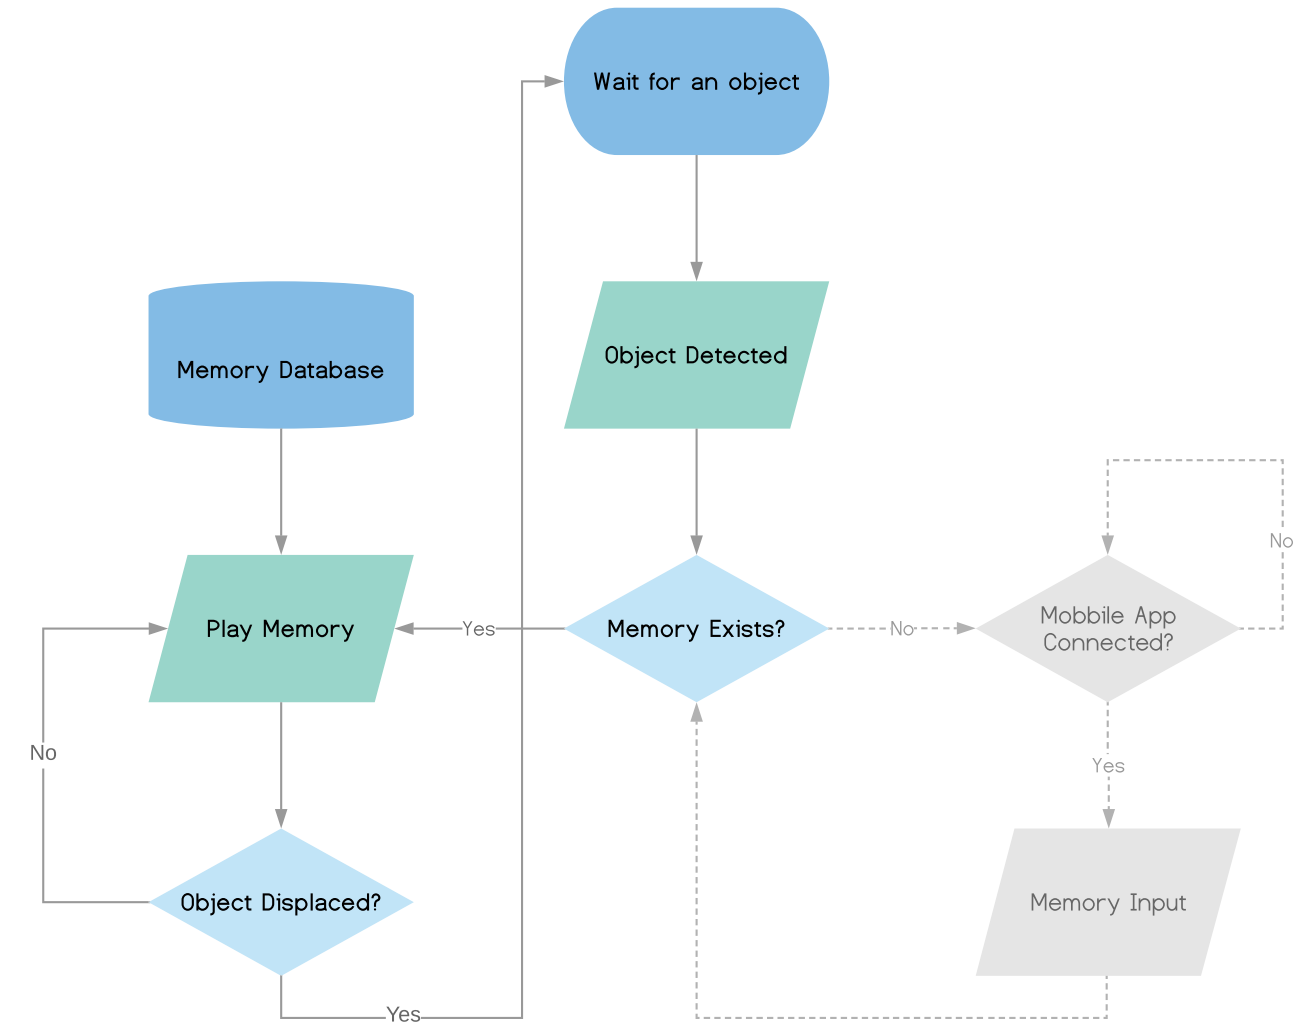 Wait for an object
Object Detected
Memory Database
No
Play Memory
Yes
Memory Exists?
No
Mobbile App
Connected?
No
Yes
Object Displaced?
Memory Input
Yes